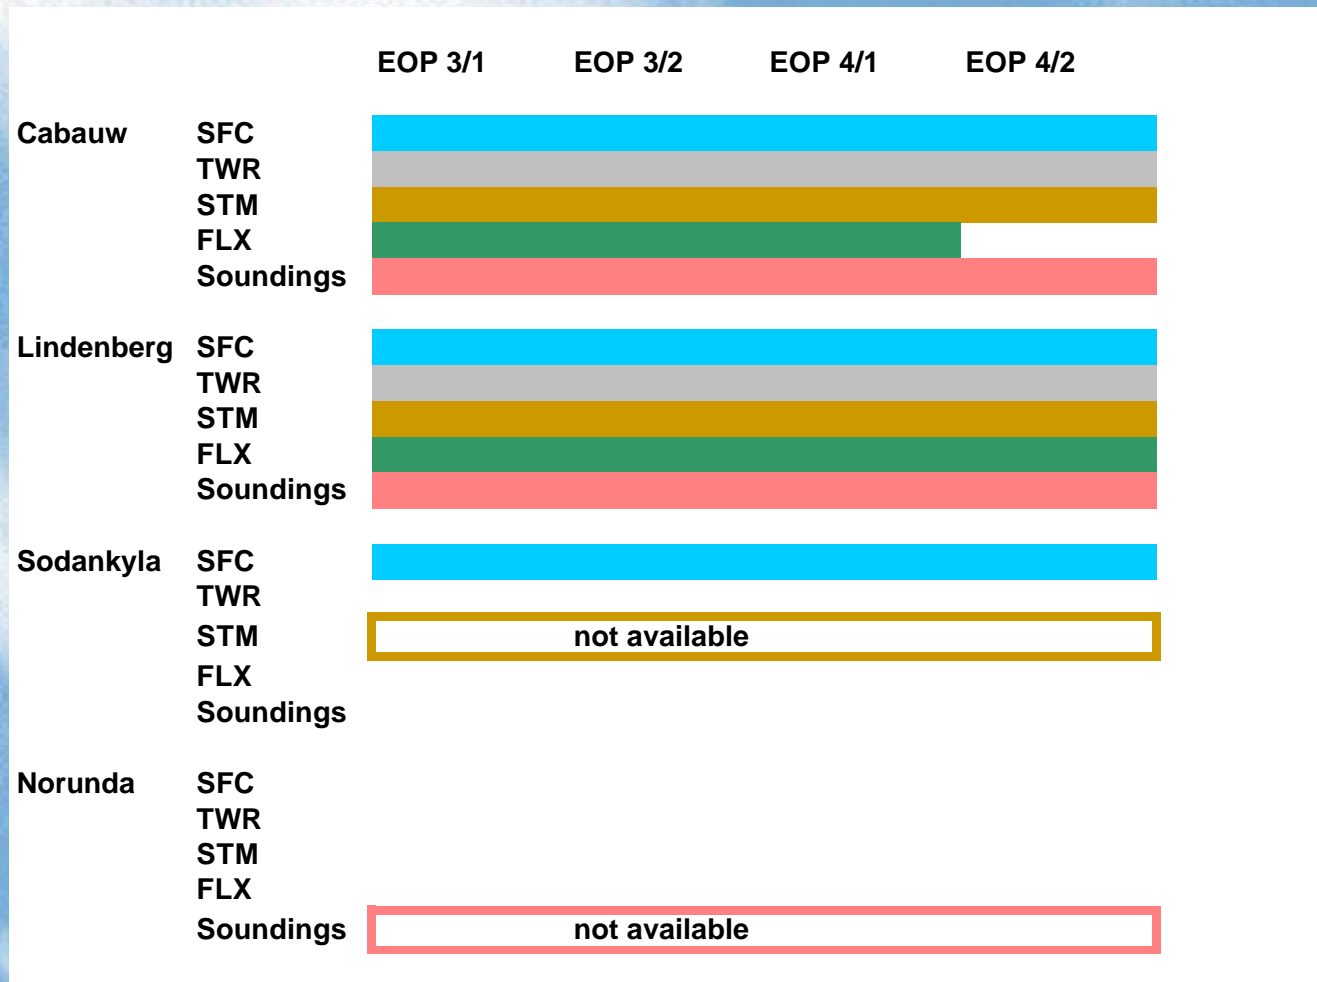 EOP 3/1 EOP 3/2 EOP 4/1 EOP 4/2
Cabauw SFC
TWR
STM
FLX
Soundings
Lindenberg SFC
TWR
STM
FLX
Soundings
Sodankyla SFC
TWR
STM not available
FLX
Soundings
Norunda SFC
TWR
STM
FLX
Soundings not available